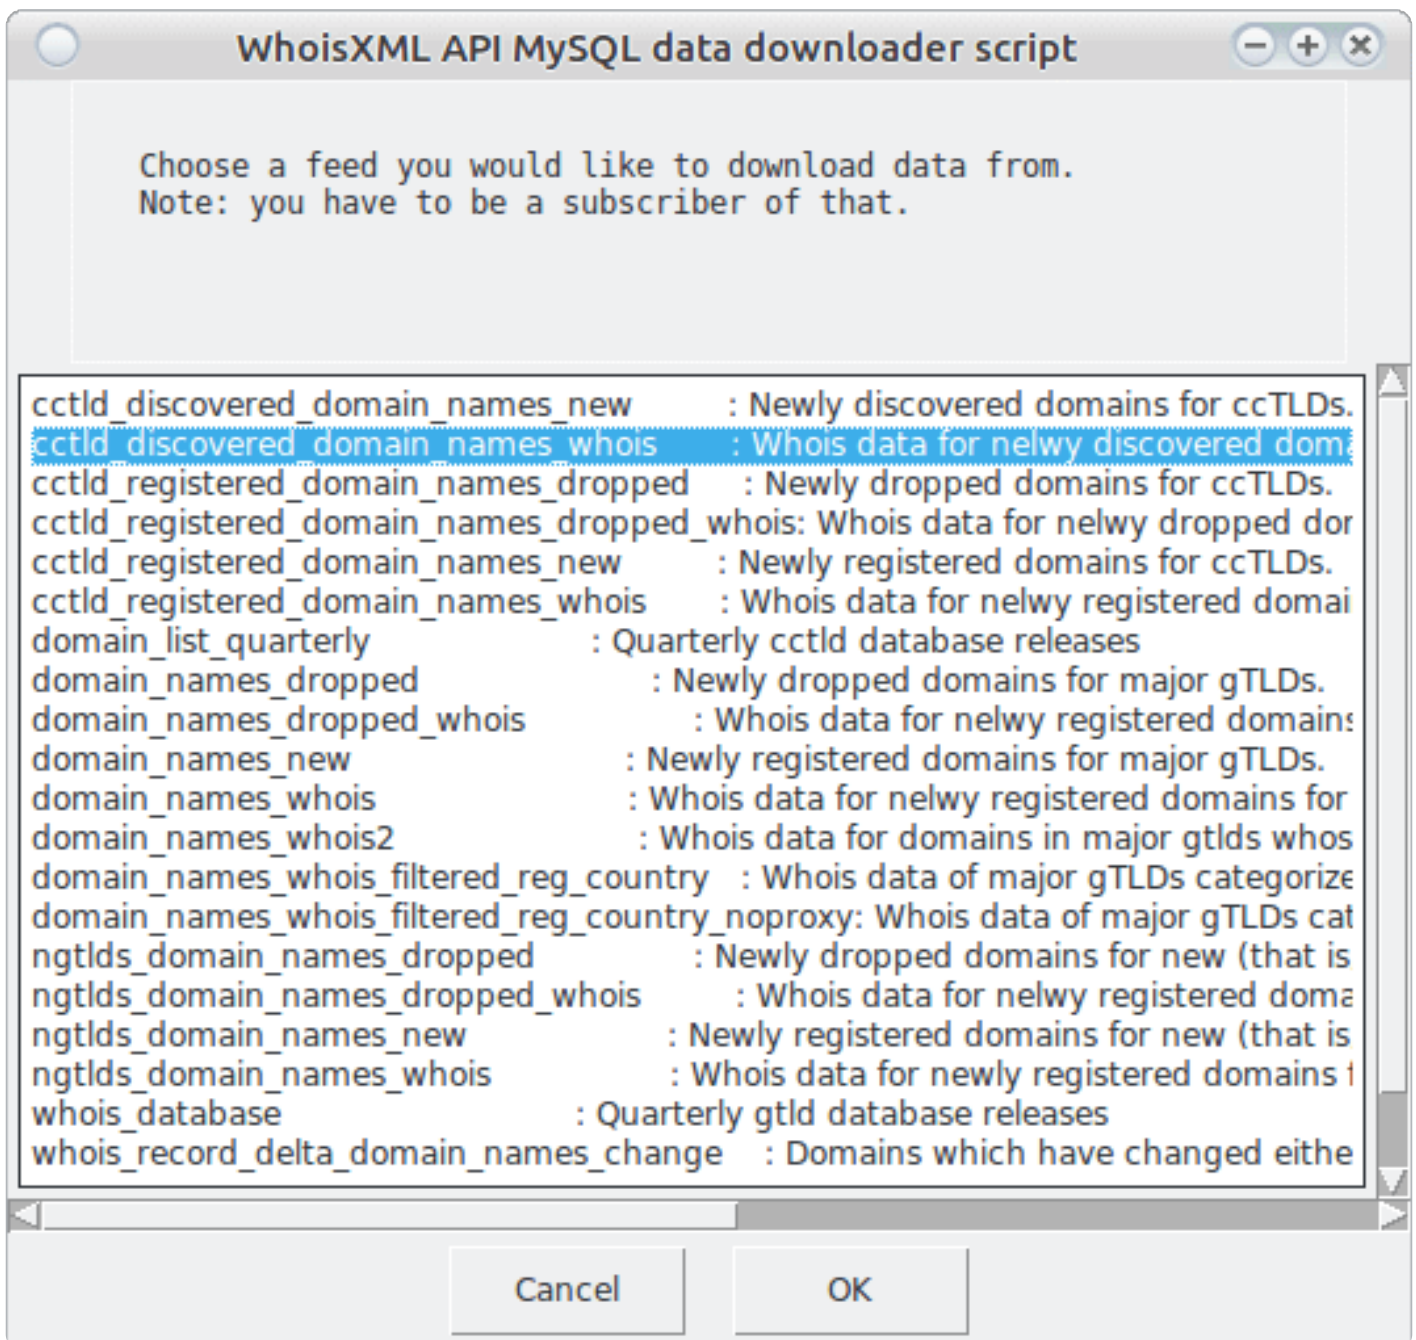 WhoisXML API MySQL data downloader script
Choose a feed you would like to download data from.
Note: you have to be a subscriber of that.
cctld_discovered_domain_names_new : Newly discovered domains for ccTLDs.
cctld_discovered_domain_names_whois : Whois data for nelwy discovered doma
cctld_registered_domain_names_dropped : Newly dropped domains for ccTLDs.
cctld_registered_domain_names_dropped_whois: Whois data for nelwy dropped dor
cctld_registered_domain_names_new : Newly registered domains for ccTLDs.
cctld_registered_domain_names_whois : Whois data for nelwy registered domai
domain_list_quarterly : Quarterly cctld database releases
domain_names_dropped : Newly dropped domains for major gTLDs.
domain_names_dropped_whois : Whois data for nelwy registered domains
domain_names_new : Newly registered domains for major gTLDs.
domain_names_whois : Whois data for nelwy registered domains for
domain_names_whois2 : Whois data for domains in major gtlds whos
domain_names_whois_filtered_reg_country : Whois data of major gTLDs categorize
domain_names_whois_filtered_reg_country_noproxy: Whois data of major gTLDs cat
ngtlds_domain_names_dropped : Newly dropped domains for new (that is
ngtlds_domain_names_dropped_whois : Whois data for nelwy registered doma
ngtlds_domain_names_new : Newly registered domains for new (that is
ngtlds_domain_names_whois : Whois data for newly registered domains
whois_database : Quarterly gtld database releases
whois_record_delta_domain_names_change : Domains which have changed eithe
Cancel OK